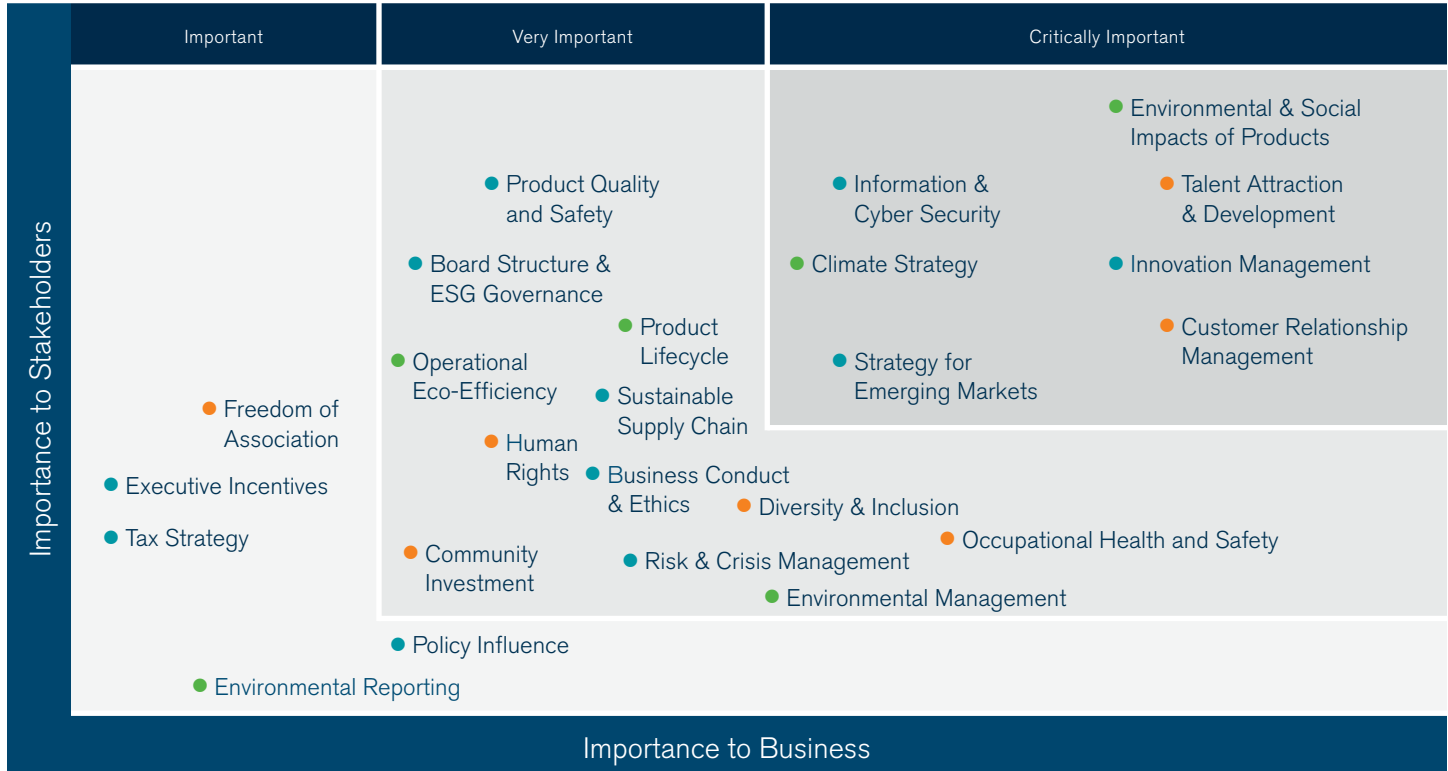 Important
Very Important
Critically Important
Importance to Stakeholders
Environmental & Social
Impacts of Products
Product Quality
and Safety
Information &
Cyber Security
Talent Attraction
& Development
Board Structure &
ESG Governance
Climate Strategy
Innovation Management
Product
Lifecycle
Customer Relationship
Management
Operational
Eco-Efficiency
Strategy for
Emerging Markets
Sustainable
Supply Chain
Freedom of
Association
Human
Rights
Business Conduct
& Ethics
Executive Incentives
Diversity & Inclusion
Tax Strategy
Occupational Health and Safety
Community
Investment
Risk & Crisis Management
Environmental Management
Policy Influence
Environmental Reporting
Importance to Business